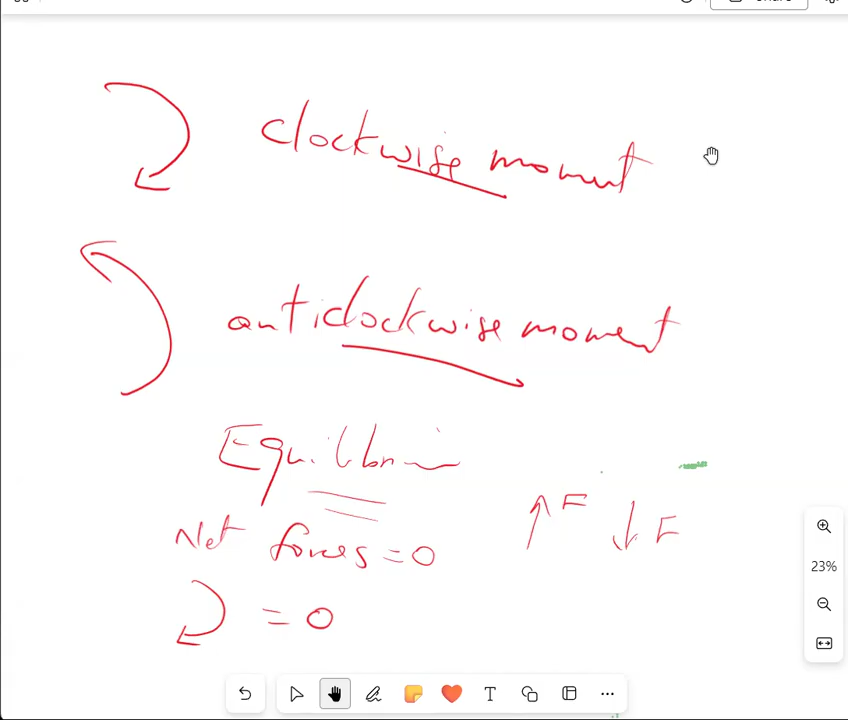 clockwise moment
anticlockwise moment
Equilibrium
↑F ↓F
Net forces = 0
= 0
23%
T